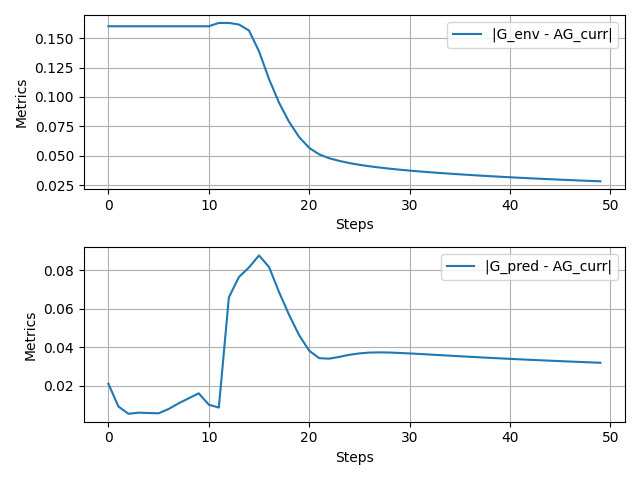 |G_env - AG_curr|
0.150
0.125
0.100
0.075
0.050
0.025
Metrics
0 10 20 30 40 50
Steps
|G_pred - AG_curr|
0.08
0.06
0.04
0.02
Metrics
0 10 20 30 40 50
Steps